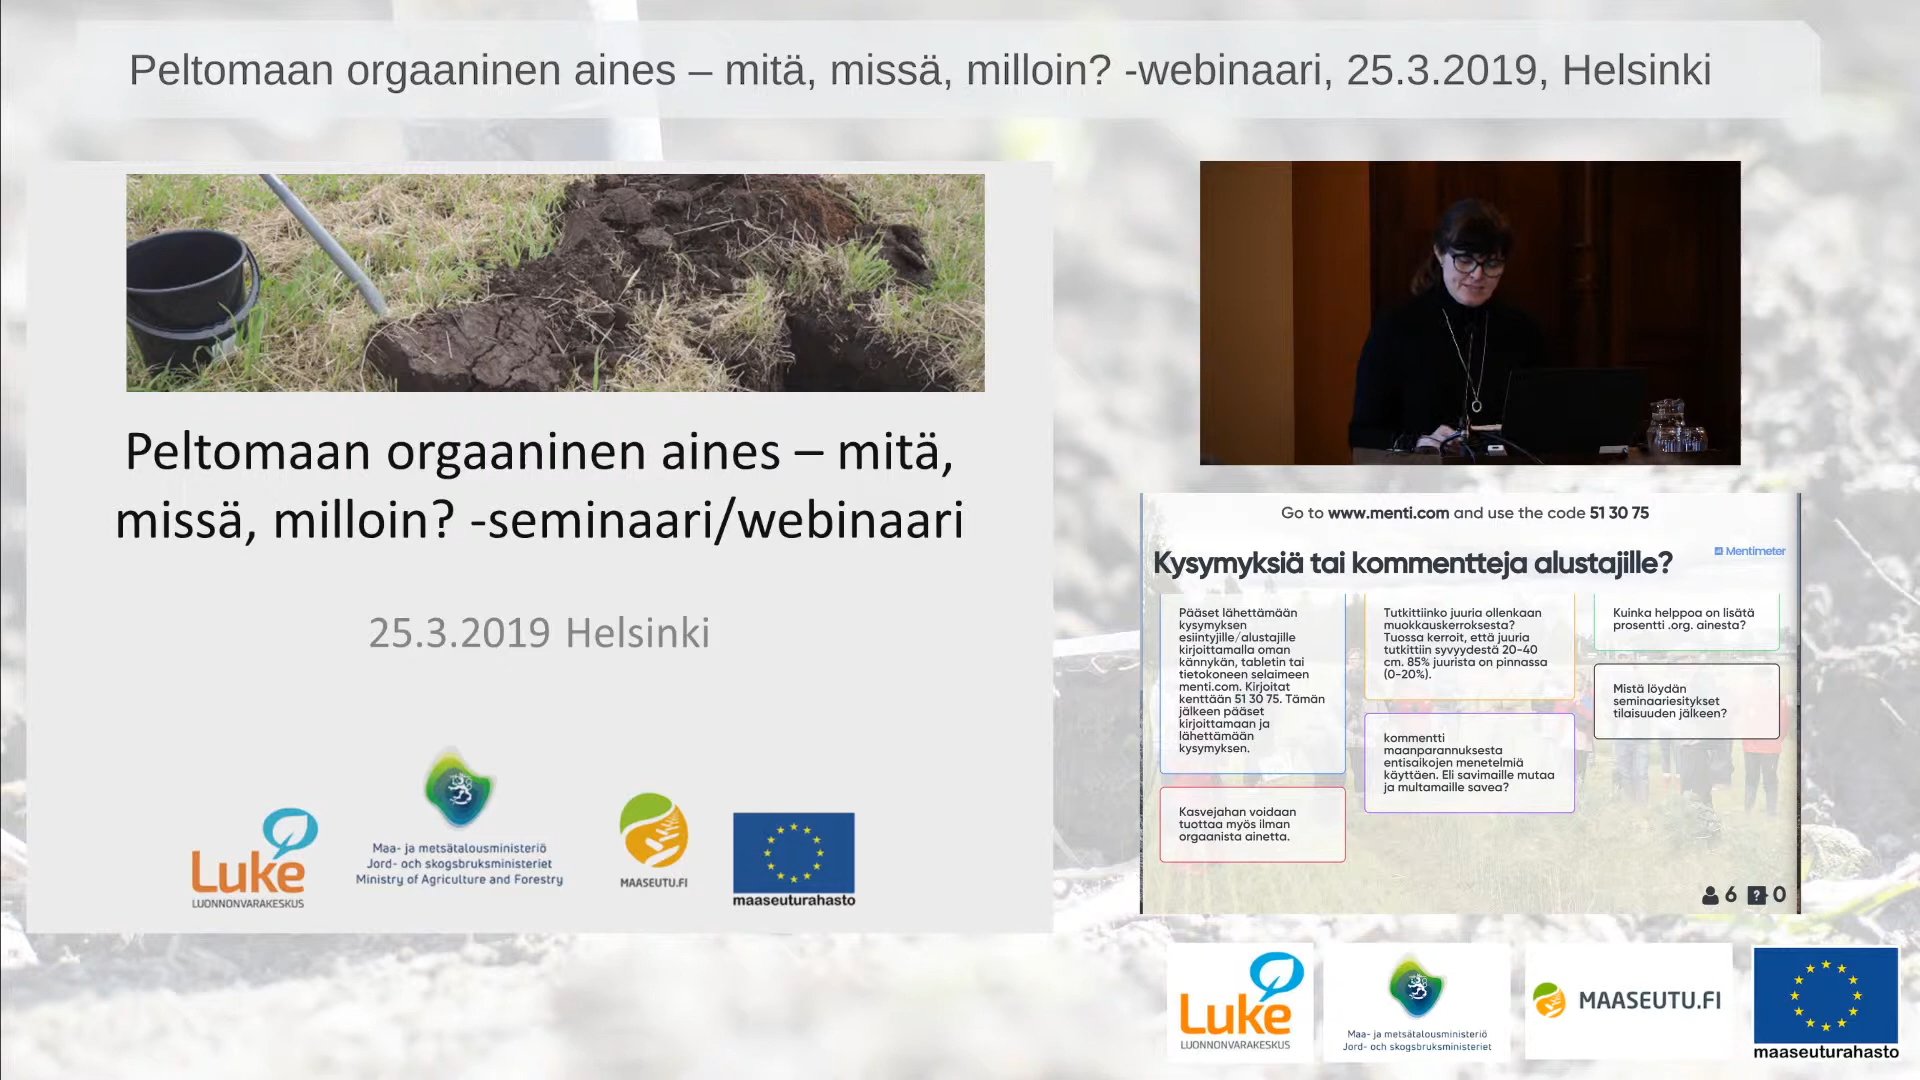 Peltomaan orgaaninen aines – mitä, missä, milloin? -webinaari, 25.3.2019, Helsinki
Peltomaan orgaaninen aines – mitä,
missä, milloin? -seminaari/webinaari
25.3.2019 Helsinki
Luke
LUONNONVARAKESKUS
Maa- ja metsätalousministeriö
Jord- och skogsbruksministeriet
Ministry of Agriculture and Forestry
MAASEUTU.FI
maaseuturahasto
Go to www.menti.com and use the code 51 30 75
Mentimeter
Kysymyksiä tai kommentteja alustajille?
Pääset lähettämään
kysymyksen
esiintyjille/alustajille
kirjoittamalla oman
kännykän, tabletin tai
tietokoneen selaimeen
menti.com. Kirjoitat
kenttään 51 30 75. Tämän
jälkeen pääset
kirjoittamaan ja
lähettämään
kysymyksen.
Kasvejahan voidaan
tuottaa myös ilman
orgaanista ainetta.
Tutkittiinko juuria ollenkaan
muokkauskerroksesta?
Tuossa kerroit, että juuria
tutkittiin syvyydestä 20-40
cm. 85% juurista on pinnassa
(0-20%).
kommentti
maanparannuksesta
entisaikojen menetelmiä
käyttäen. Eli savimaille mutaa
ja multamaille savea?
Kuinka helppoa on lisätä
prosentti .org. ainesta?
Mistä löydän
seminaariesitykset
tilaisuuden jälkeen?
6 ? 0
Luke
LUONNONVARAKESKUS
Maa- ja metsätalousministeriö
Jord- och skogsbruksministeriet
MAASEUTU.FI
maaseuturahasto